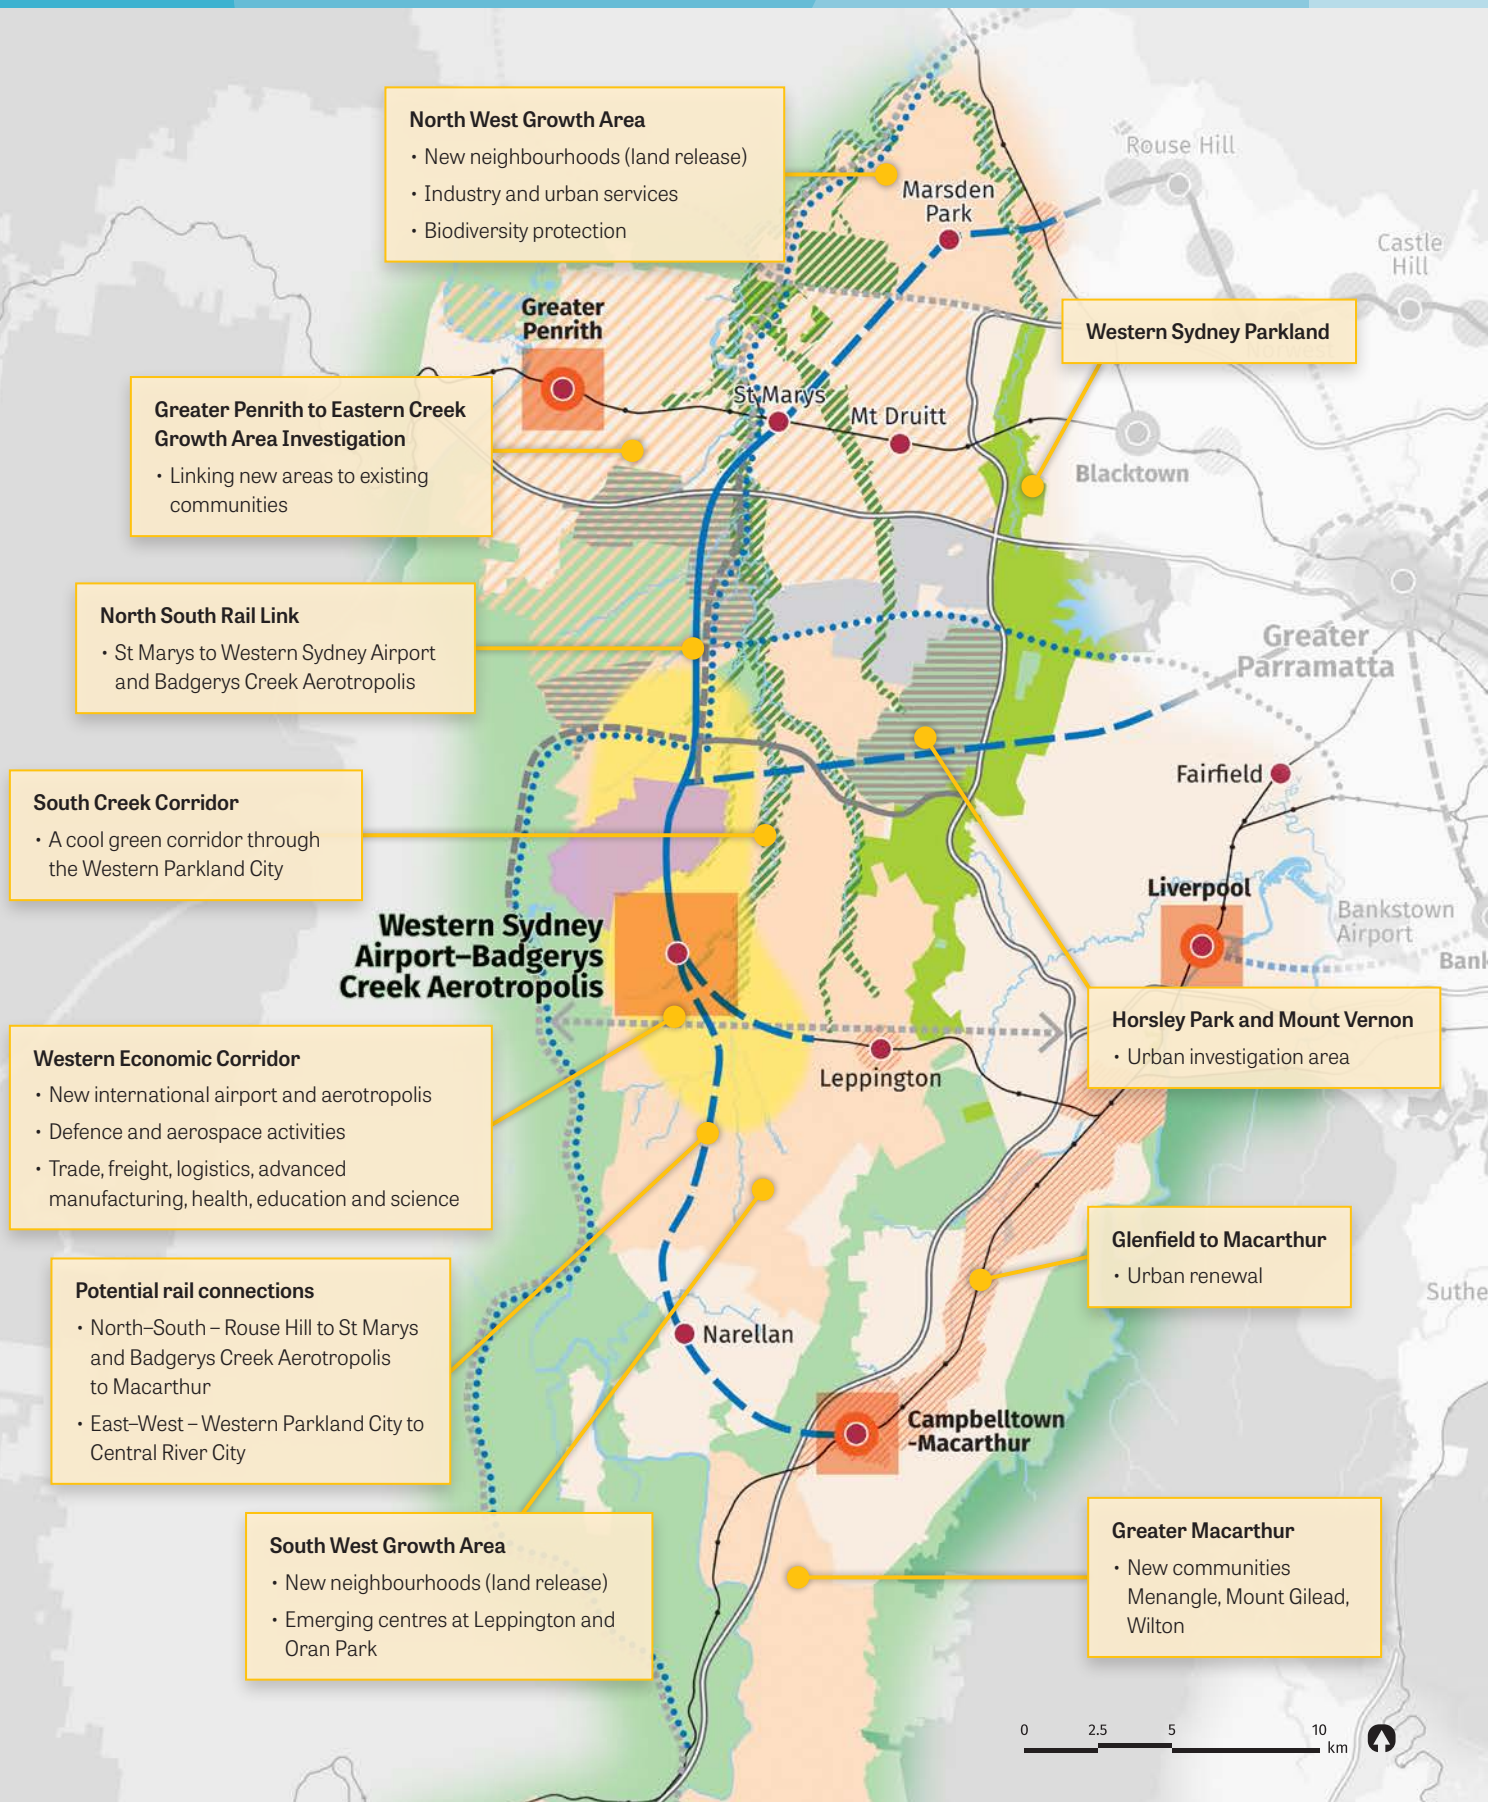 North West Growth Area
• New neighbourhoods (land release)
• Industry and urban services
• Biodiversity protection
Rouse Hill
Marsden
Park
Castle
Hill
Greater
Penrith
Western Sydney Parkland
Norwest
Greater Penrith to Eastern Creek
Growth Area Investigation
• Linking new areas to existing
communities
St Marys
Mt Druitt
Blacktown
North South Rail Link
• St Marys to Western Sydney Airport
and Badgerys Creek Aerotropolis
Greater
Parramatta
Fairfield
South Creek Corridor
• A cool green corridor through
the Western Parkland City
Liverpool
Bankstown
Airport
Bank
Western Sydney
Airport–Badgerys
Creek Aerotropolis
Horsley Park and Mount Vernon
• Urban investigation area
Western Economic Corridor
• New international airport and aerotropolis
• Defence and aerospace activities
• Trade, freight, logistics, advanced
manufacturing, health, education and science
Leppington
Glenfield to Macarthur
• Urban renewal
Suthe
Potential rail connections
• North–South – Rouse Hill to St Marys
and Badgerys Creek Aerotropolis
to Macarthur
• East–West – Western Parkland City to
Central River City
Narellan
Campbelltown
-Macarthur
South West Growth Area
• New neighbourhoods (land release)
• Emerging centres at Leppington and
Oran Park
Greater Macarthur
• New communities
Menangle, Mount Gilead,
Wilton
0 2.5 5 10
km